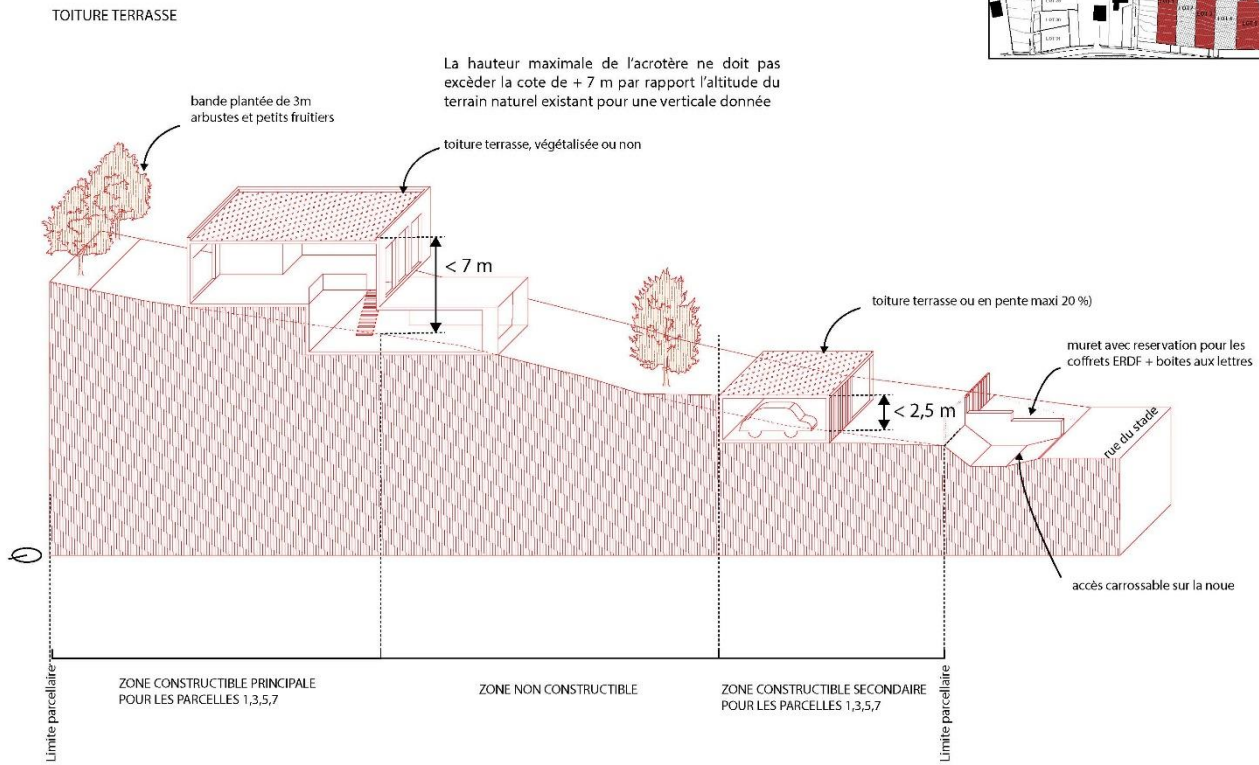 TOITURE TERRASSE
La hauteur maximale de l'acrotère ne doit pas
excèder la cote de + 7 m par rapport l'altitude du
terrain naturel existant pour une verticale donnée
bande plantée de 3m
arbustes et petits fruitiers
toiture terrasse, végétalisée ou non
< 7 m
toiture terrasse ou en pente maxi 20 %)
muret avec reservation pour les
coffrets ERDF + boites aux lettres
< 2,5 m
rue du stade
accès carrossable sur la noue
Limite parcellaire
ZONE CONSTRUCTIBLE PRINCIPALE
POUR LES PARCELLES 1,3,5,7
ZONE NON CONSTRUCTIBLE
ZONE CONSTRUCTIBLE SECONDAIRE
POUR LES PARCELLES 1,3,5,7
Limite parcellaire